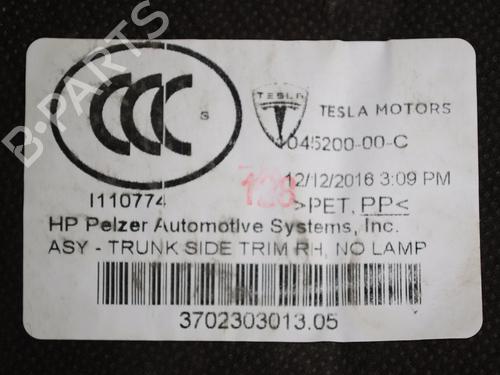 CCC S
TESLA
TESLA MOTORS
1045200-00-C
12/12/2016 3:09 PM
128
>PET, PP<
I110774
HP Pelzer Automotive Systems, Inc.
ASY - TRUNK SIDE TRIM RH, NO LAMP
3702303013.05
B-PARTS